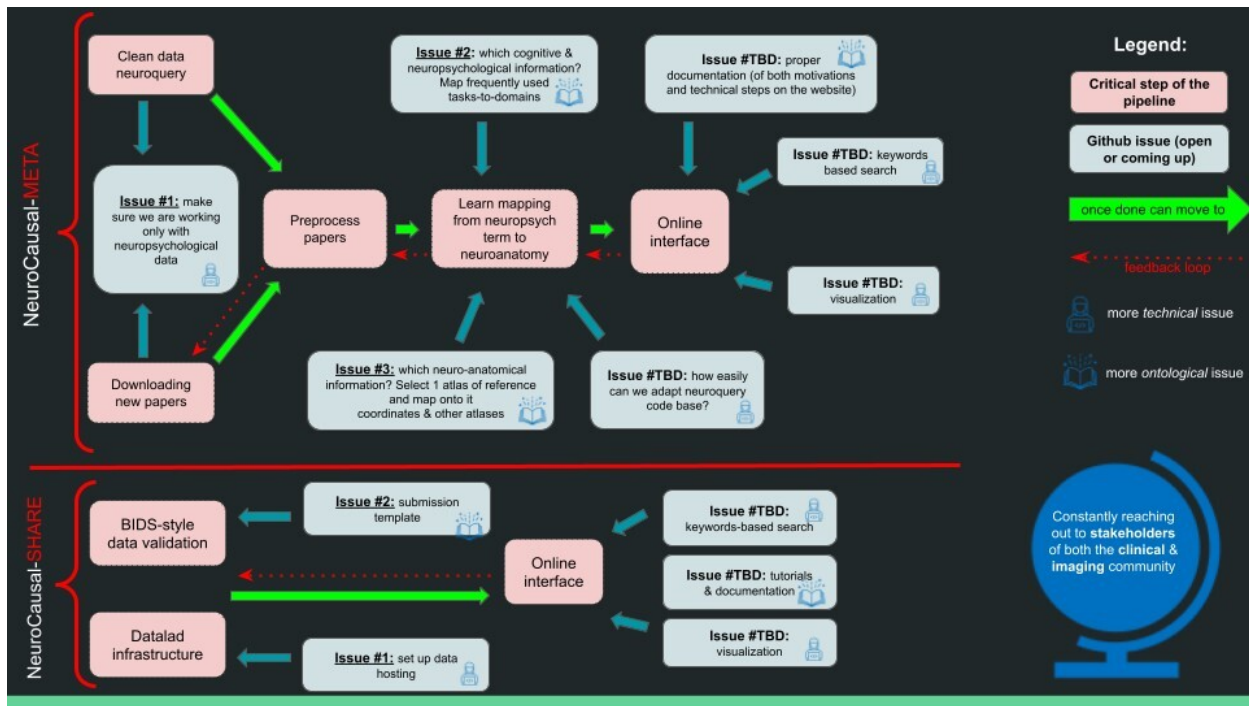 NeuroCausal-META
Clean data
neuroquery
Issue #1: make
sure we are working
only with
neuropsychological
data
Downloading
new papers
Preprocess
papers
Issue #2: which cognitive &
neuropsychological information?
Map frequently used
tasks-to-domains
Learn mapping
from neuropsych
term to
neuroanatomy
Issue #3: which neuro-anatomical
information? Select 1 atlas of reference
and map onto it
coordinates & other atlases
Issue #TBD: how easily
can we adapt neuroquery
code base?
Issue #TBD: proper
documentation (of both motivations
and technical steps on the website)
Issue #TBD: keywords
based search
Online
interface
Issue #TBD:
visualization
Legend:
Critical step of the
pipeline
Github issue (open
or coming up)
once done can move to
feedback loop
more technical issue
more ontological issue
NeuroCausal-SHARE
BIDS-style
data validation
Datalad
infrastructure
Issue #2: submission
template
Issue #1: set up data
hosting
Online
interface
Issue #TBD:
keywords-based search
Issue #TBD: tutorials
& documentation
Issue #TBD:
visualization
Constantly reaching
out to stakeholders
of both the clinical &
imaging community